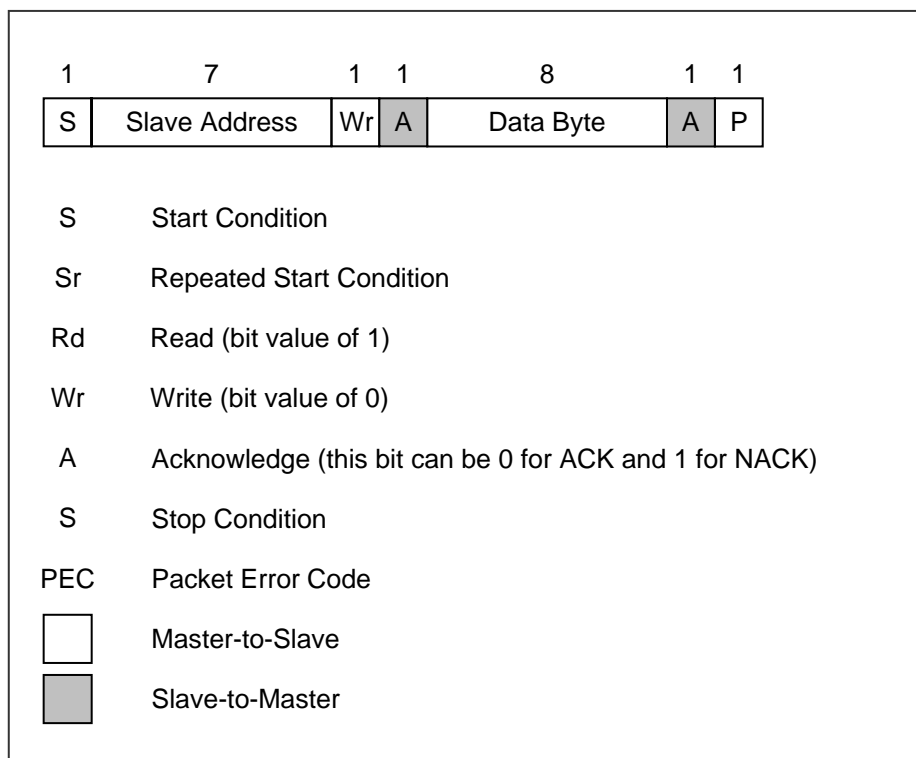 1 7 1 1 8 1 1
S Slave Address Wr A Data Byte A P
S Start Condition
Sr Repeated Start Condition
Rd Read (bit value of 1)
Wr Write (bit value of 0)
A Acknowledge (this bit can be 0 for ACK and 1 for NACK)
S Stop Condition
PEC Packet Error Code
Master-to-Slave
Slave-to-Master